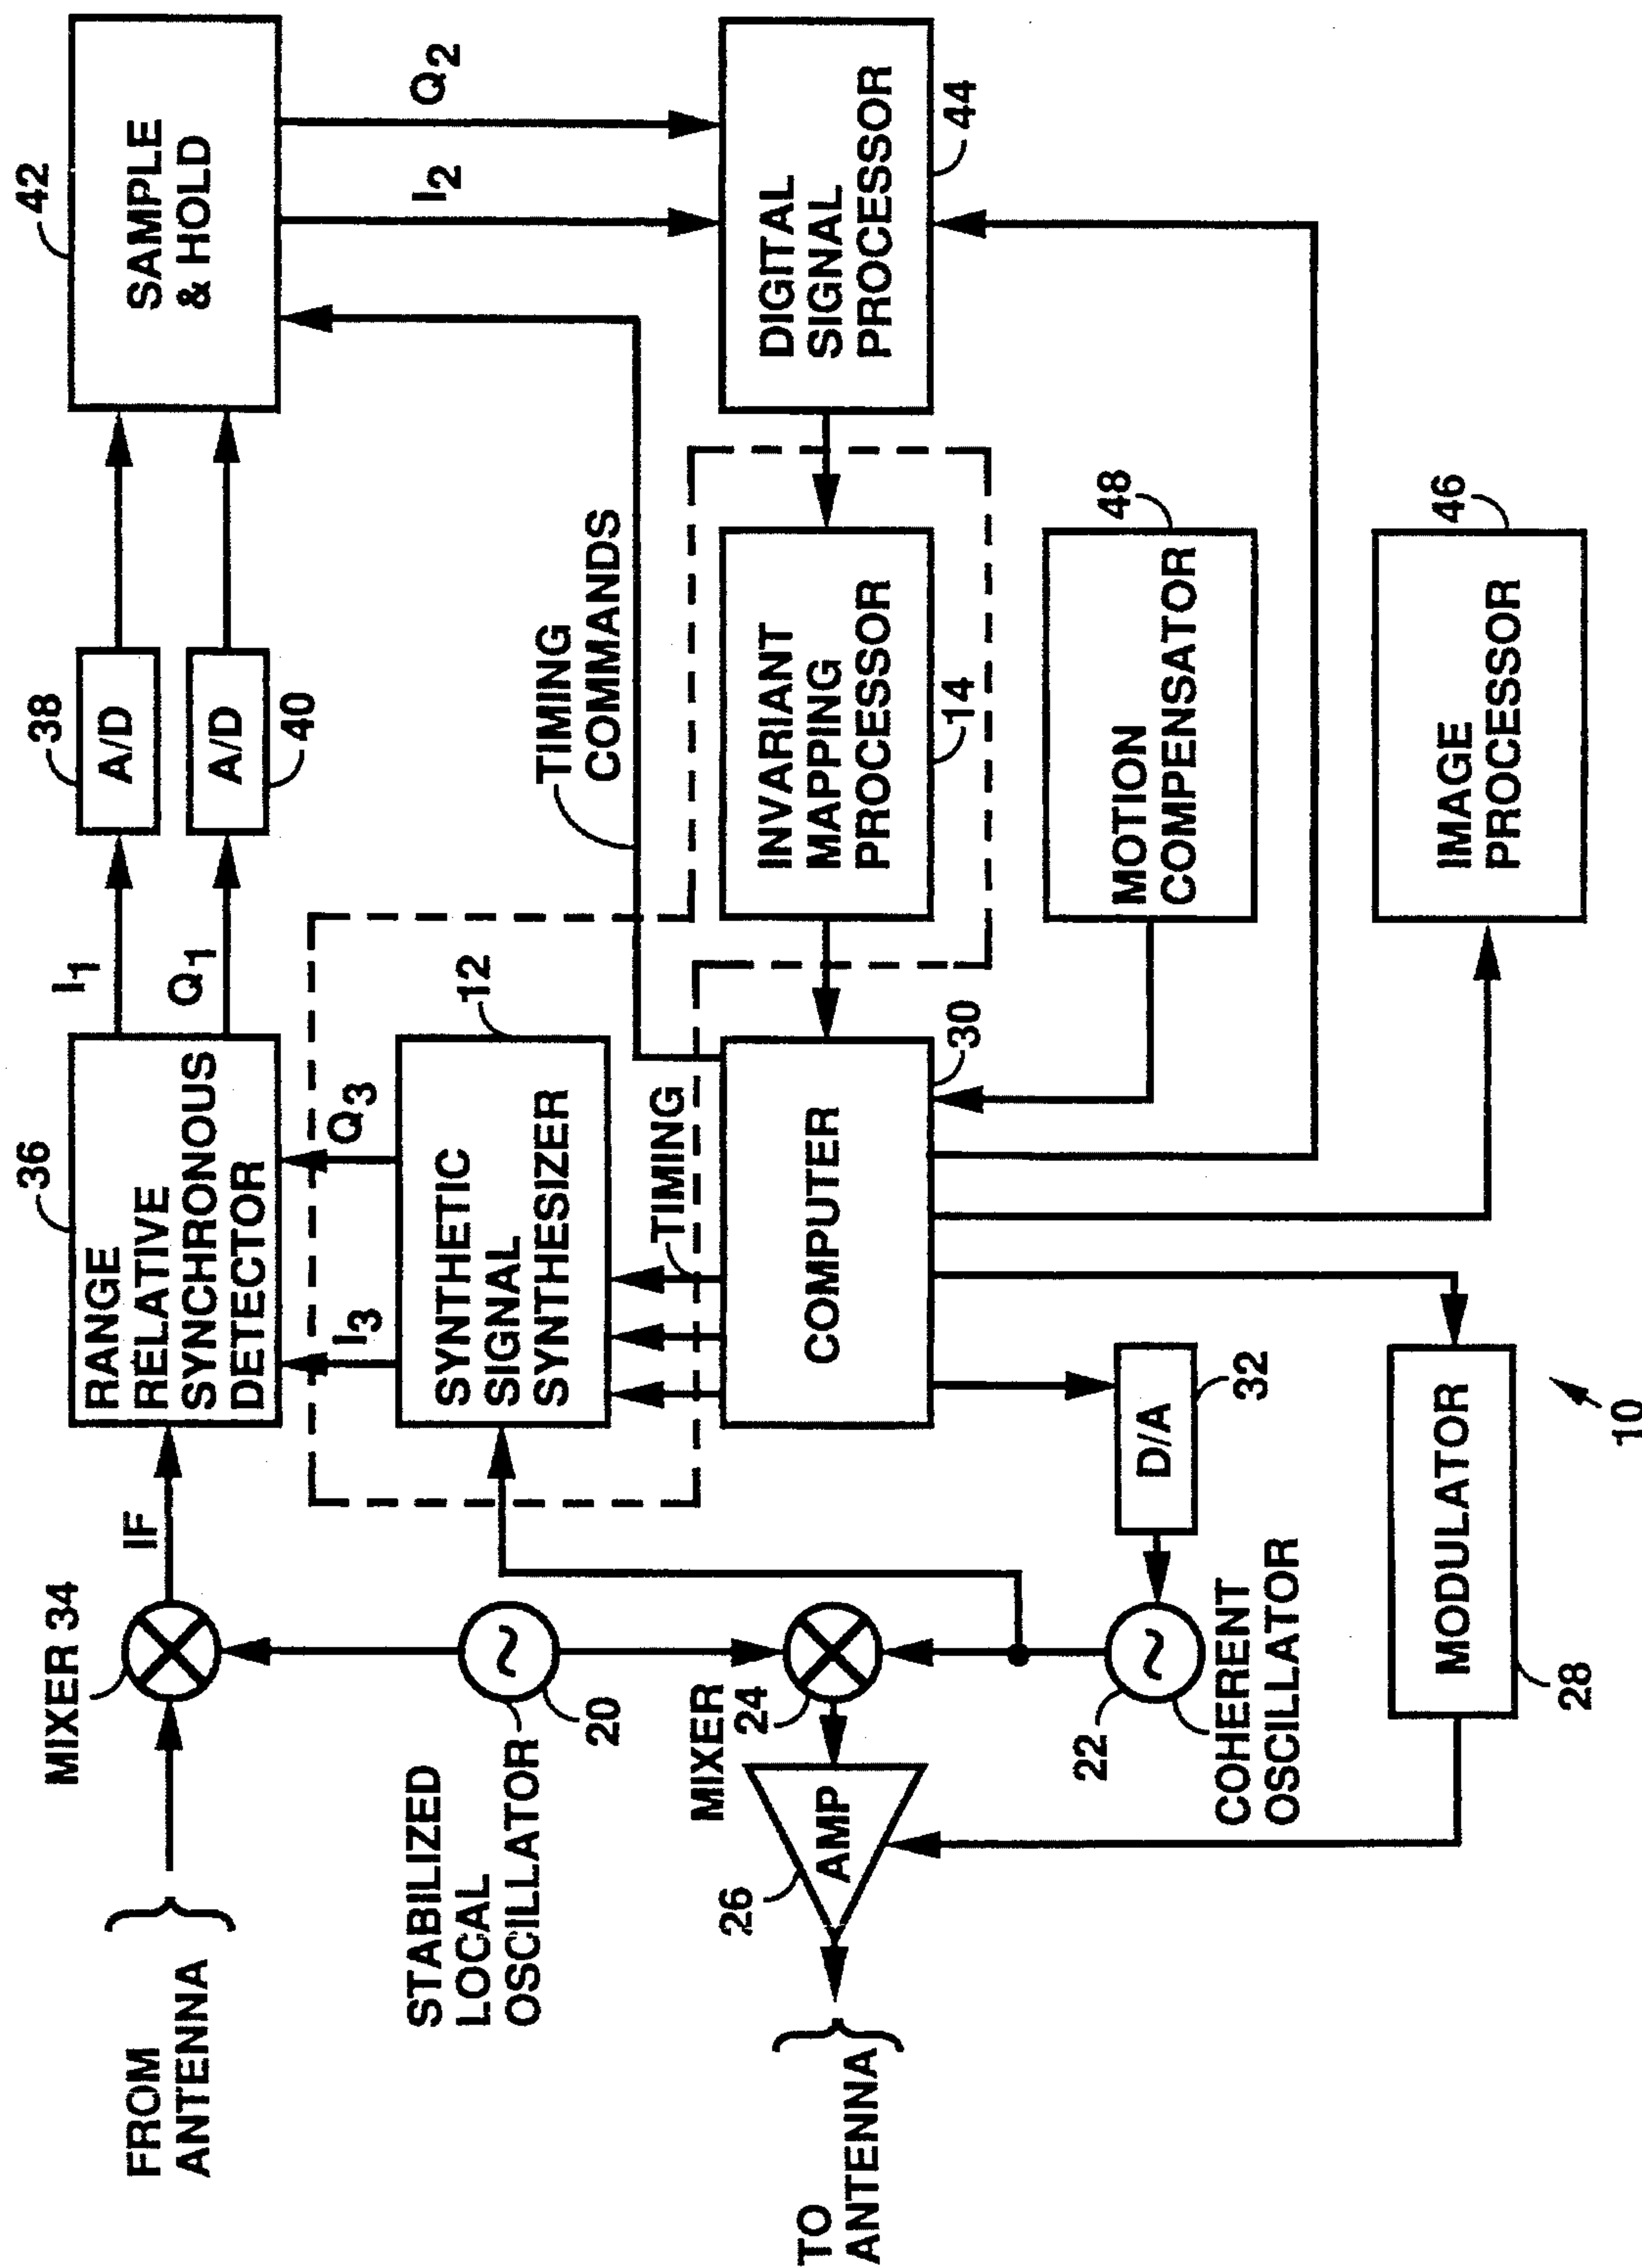 FROM
ANTENNA
MIXER 34
IF
36
RANGE
RELATIVE
SYNCHRONOUS
DETECTOR
I1
Q1
38
A/D
A/D
40
42
SAMPLE
& HOLD
I3
Q3
12
SYNTHETIC
SIGNAL
SYNTHESIZER
TIMING
TIMING
COMMANDS
I2
Q2
STABILIZED
LOCAL
OSCILLATOR
20
MIXER
24
COMPUTER
30
INVARIANT
MAPPING
PROCESSOR
14
DIGITAL
SIGNAL
PROCESSOR
44
TO
ANTENNA
26
AMP
22
COHERENT
OSCILLATOR
D/A
32
MOTION
COMPENSATOR
48
MODULATOR
28
IMAGE
PROCESSOR
46
10